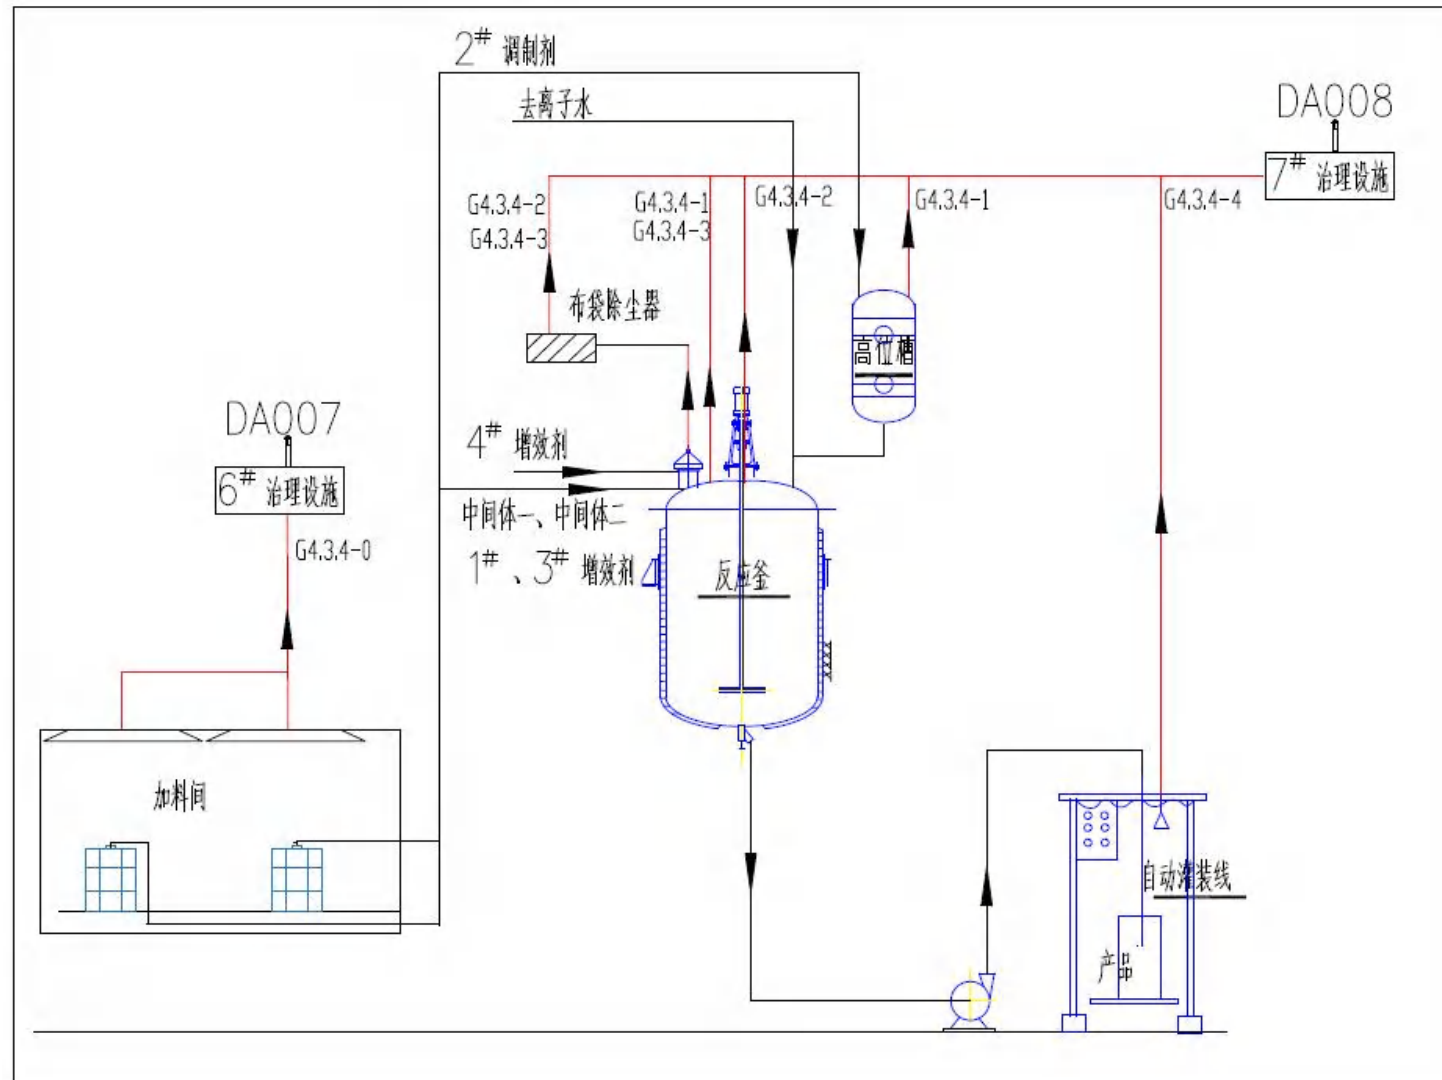 2# 调制剂
去离子水
DA008
7# 治理设施
G4.3.4-2
G4.3.4-3
G4.3.4-1
G4.3.4-3
G4.3.4-2
G4.3.4-1
G4.3.4-4
布袋除尘器
高位槽
DA007
6# 治理设施
G4.3.4-0
4# 增效剂
中间体一、中间体二
1#、3# 增效剂
反应釜
加料间
自动灌装线
产品